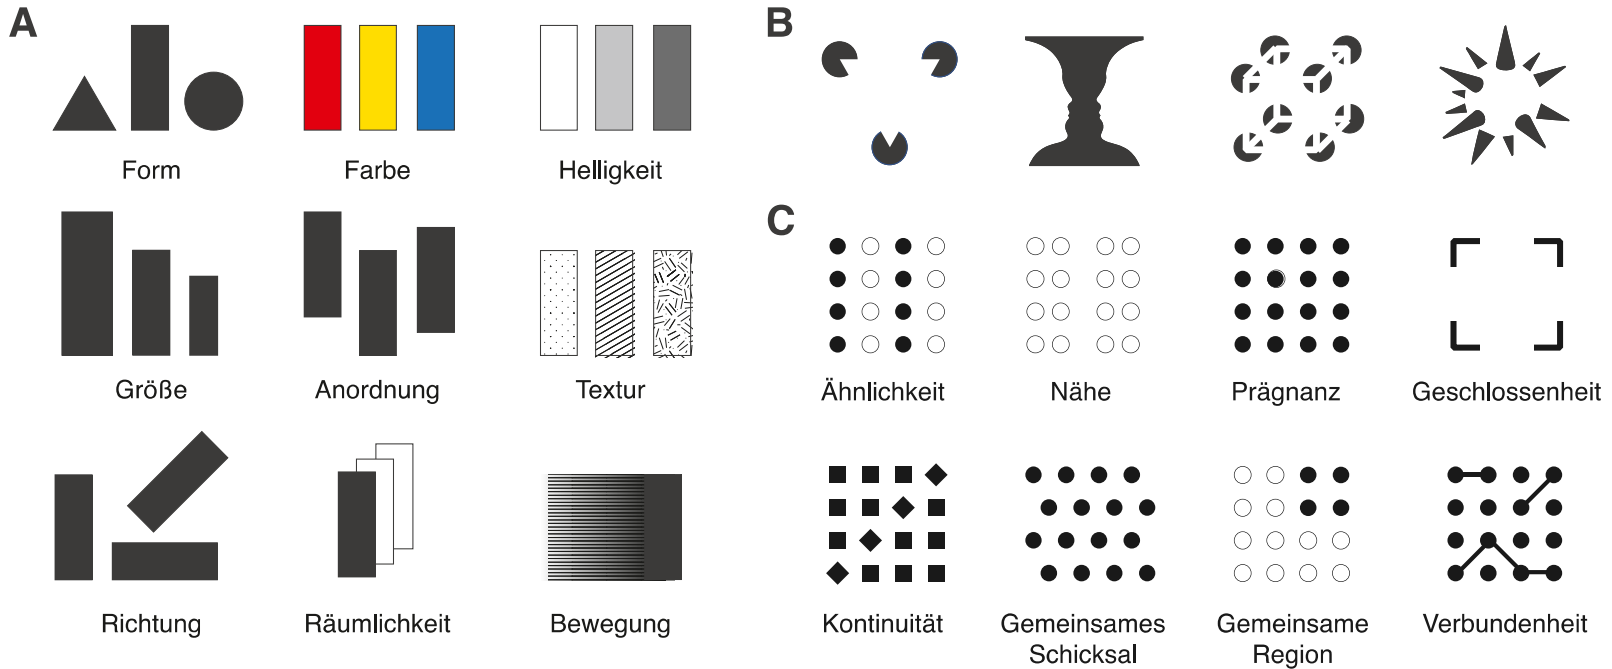 A
Form
Farbe
Helligkeit
Größe
Anordnung
Textur
Richtung
Räumlichkeit
Bewegung
B
C
Ähnlichkeit
Nähe
Prägnanz
Geschlossenheit
Kontinuität
Gemeinsames
Schicksal
Gemeinsame
Region
Verbundenheit